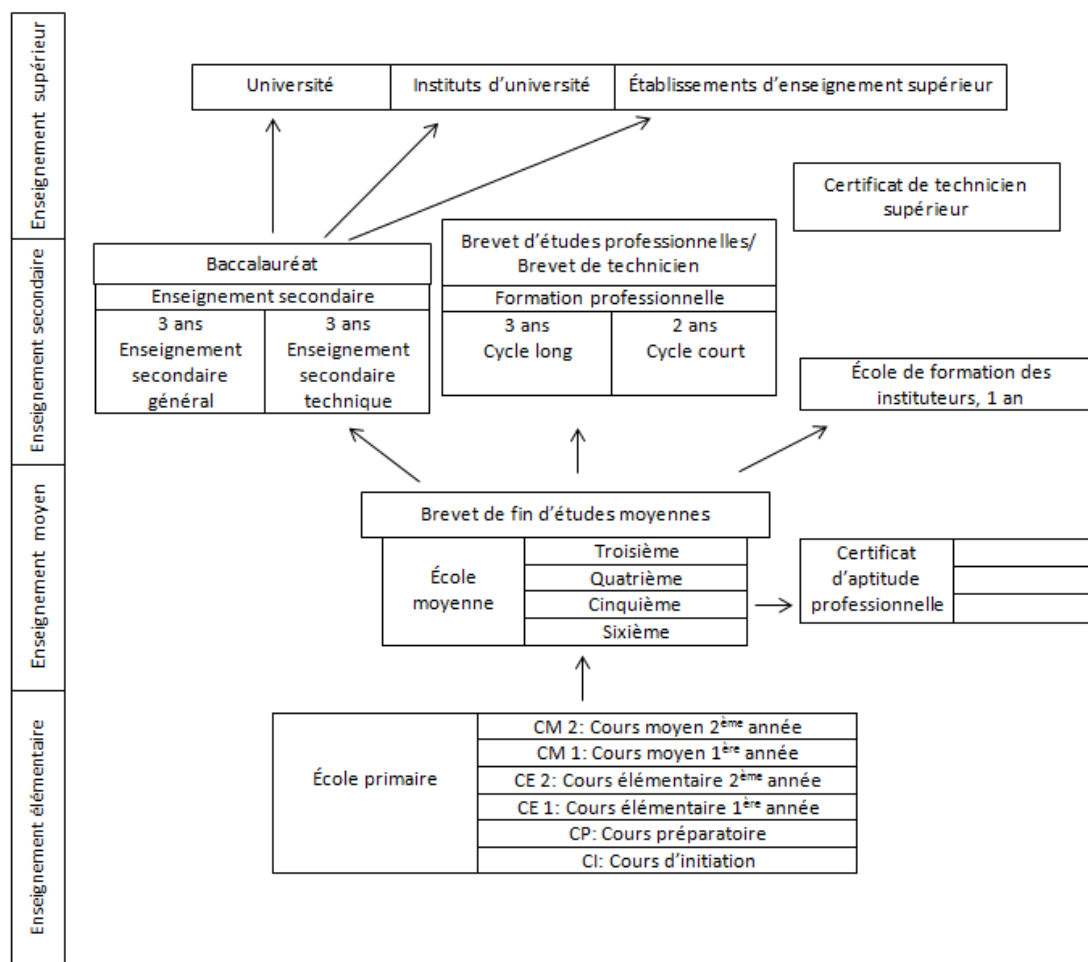 Enseignement supérieur
Université
Instituts d'université
Établissements d'enseignement supérieur
Certificat de technicien
supérieur
Enseignement secondaire
Baccalauréat
Enseignement secondaire
3 ans
Enseignement
secondaire
général
3 ans
Enseignement
secondaire
technique
Brevet d'études professionnelles/
Brevet de technicien
Formation professionnelle
3 ans
Cycle long
2 ans
Cycle court
École de formation des
instituteurs, 1 an
Enseignement moyen
Brevet de fin d'études moyennes
École
moyenne
Troisième
Quatrième
Cinquième
Sixième
Certificat
d'aptitude
professionnelle
Enseignement élémentaire
École primaire
CM 2: Cours moyen 2ème année
CM 1: Cours moyen 1ère année
CE 2: Cours élémentaire 2ème année
CE 1: Cours élémentaire 1ère année
CP: Cours préparatoire
CI: Cours d'initiation